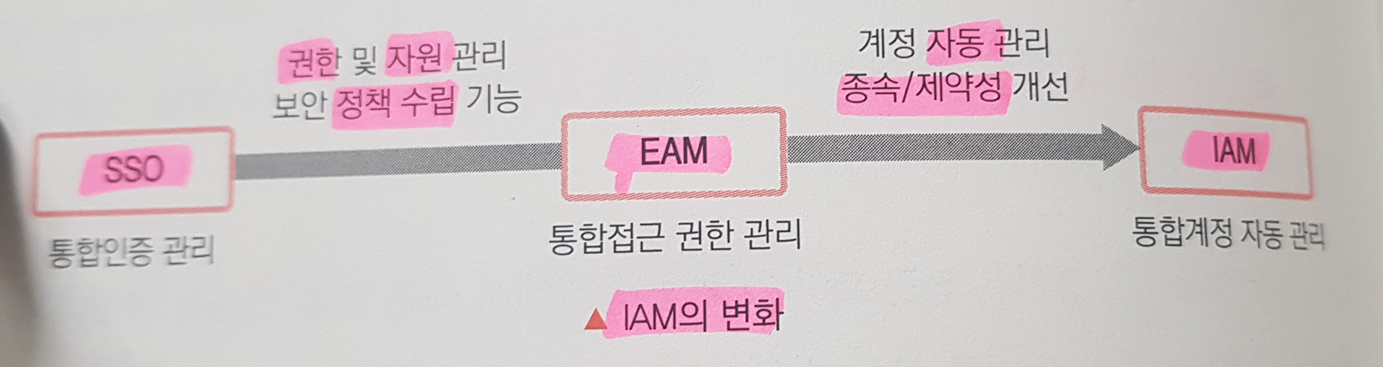 권한 및 자원 관리
보안 정책 수립 기능
계정 자동 관리
종속/제약성 개선
SSO
EAM
IAM
통합인증 관리
통합접근 권한 관리
통합계정 자동 관리
▲ IAM의 변화